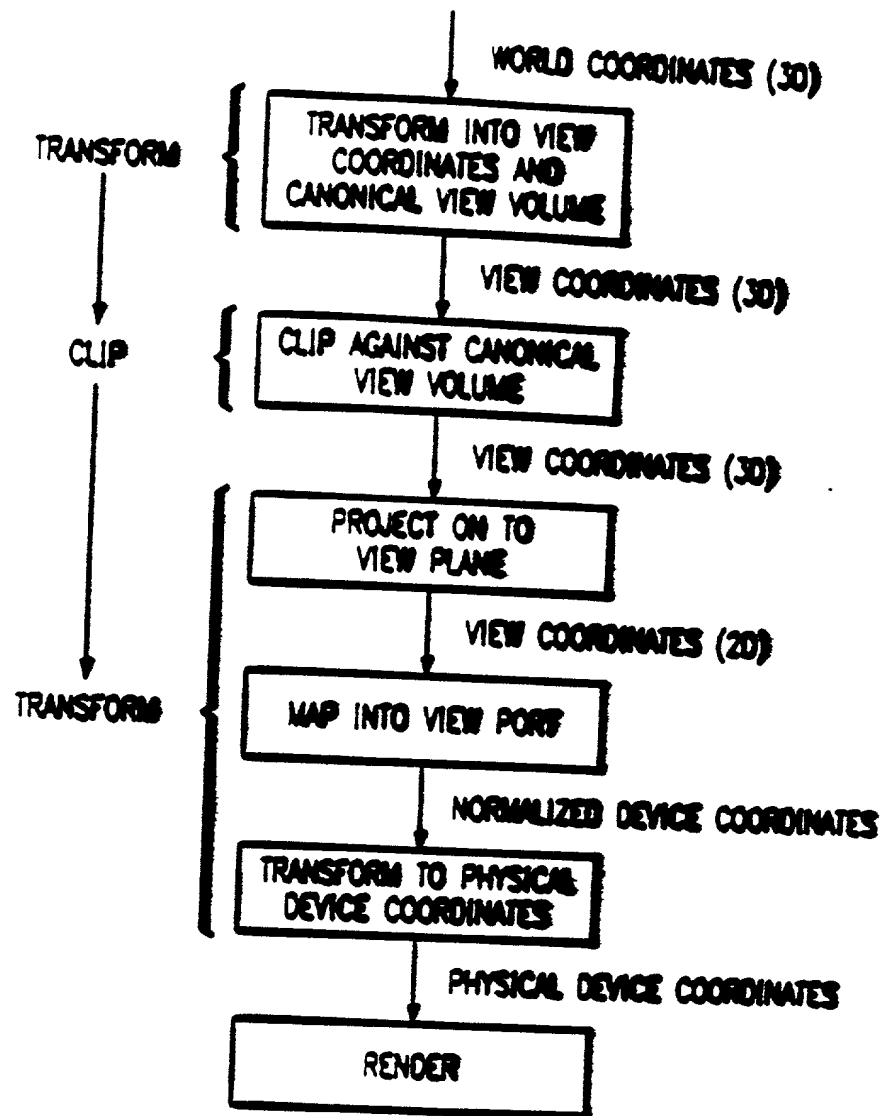 WORLD COORDINATES (3D)
TRANSFORM
TRANSFORM INTO VIEW
COORDINATES AND
CANONICAL VIEW VOLUME
VIEW COORDINATES (3D)
CLIP
CLIP AGAINST CANONICAL
VIEW VOLUME
VIEW COORDINATES (3D)
PROJECT ON TO
VIEW PLANE
VIEW COORDINATES (2D)
TRANSFORM
MAP INTO VIEW PORT
NORMALIZED DEVICE COORDINATES
TRANSFORM TO PHYSICAL
DEVICE COORDINATES
PHYSICAL DEVICE COORDINATES
RENDER